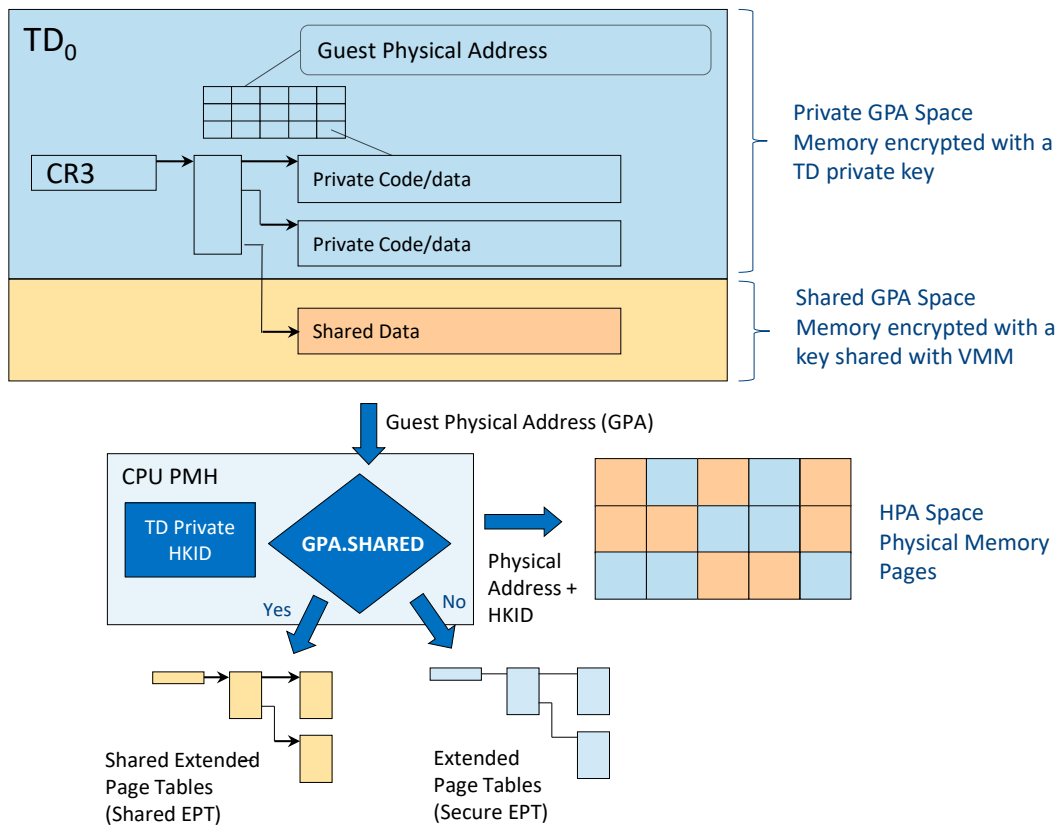 TD0
Guest Physical Address
CR3
Private Code/data
Private Code/data
Shared Data
Private GPA Space
Memory encrypted with a
TD private key
Shared GPA Space
Memory encrypted with a
key shared with VMM
Guest Physical Address (GPA)
CPU PMH
TD Private
HKID
GPA.SHARED
Yes
No
Physical
Address +
HKID
HPA Space
Physical Memory
Pages
Shared Extended
Page Tables
(Shared EPT)
Extended
Page Tables
(Secure EPT)